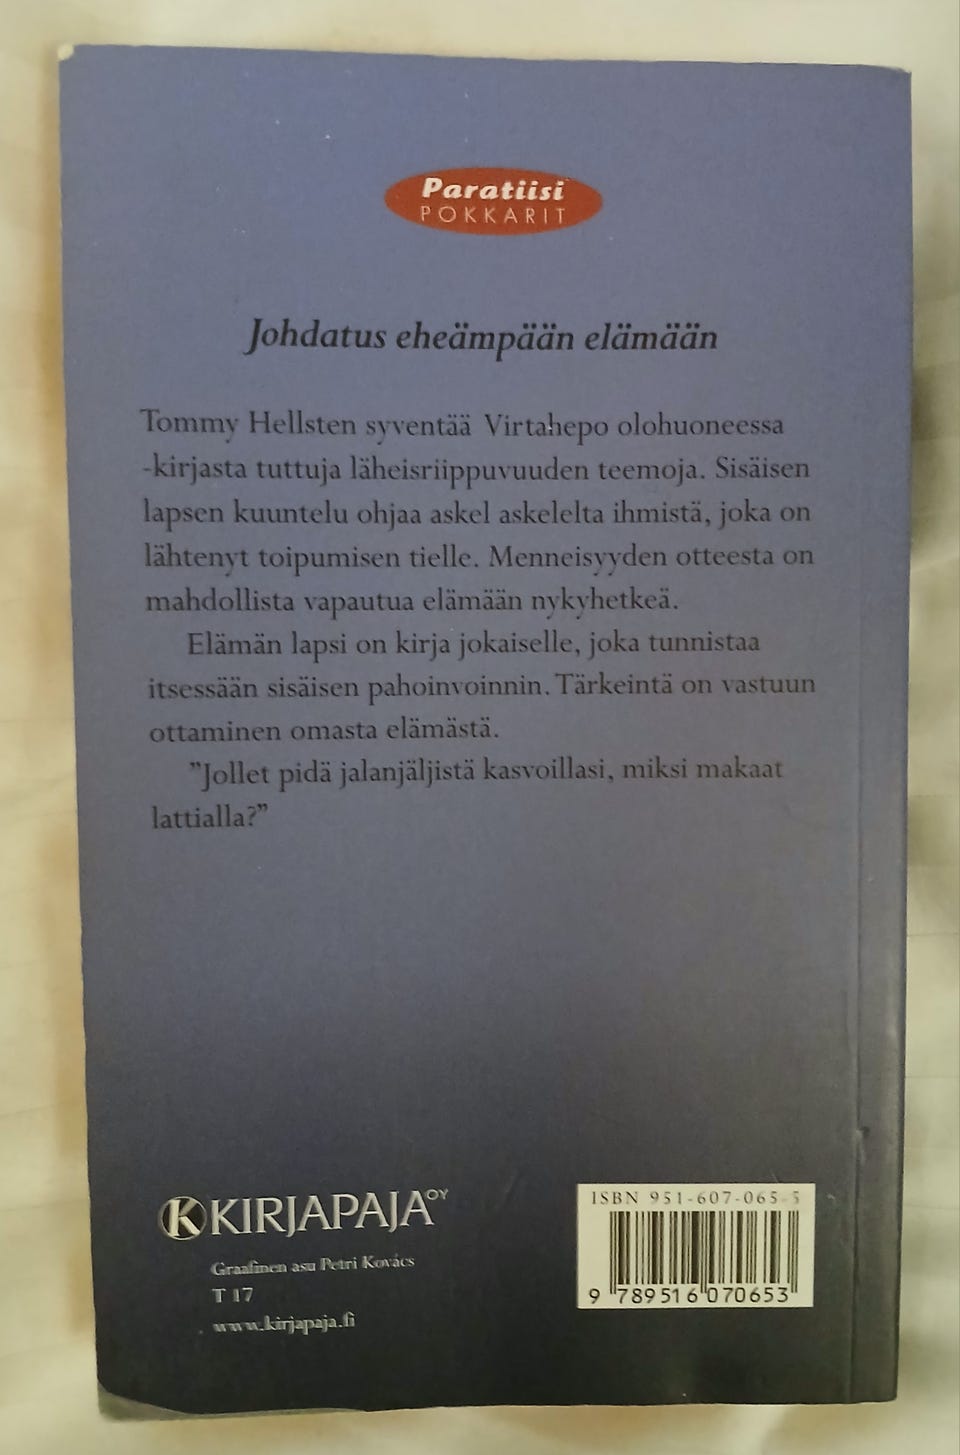 Paratiisi
POKKARIT
Johdatus eheämpään elämään
Tommy Hellsten syventää Virtahepo olohuoneessa
-kirjasta tuttuja läheisriippuvuuden teemoja. Sisäisen
lapsen kuuntelu ohjaa askel askelelta ihmistä, joka on
lähtenyt toipumisen tielle. Menneisyyden otteesta on
mahdollista vapautua elämään nykyhetkeä.
Elämän lapsi on kirja jokaiselle, joka tunnistaa
itsessään sisäisen pahoinvoinnin. Tärkeintä on vastuun
ottaminen omasta elämästä.
”Jollet pidä jalanjäljistä kasvoillasi, miksi makaat
lattialla?”
K KIRJAPAJA OY
Graafinen asu Petri Kovács
T 17
www.kirjapaja.fi
ISBN 951-607-065-5
9 789516 070653